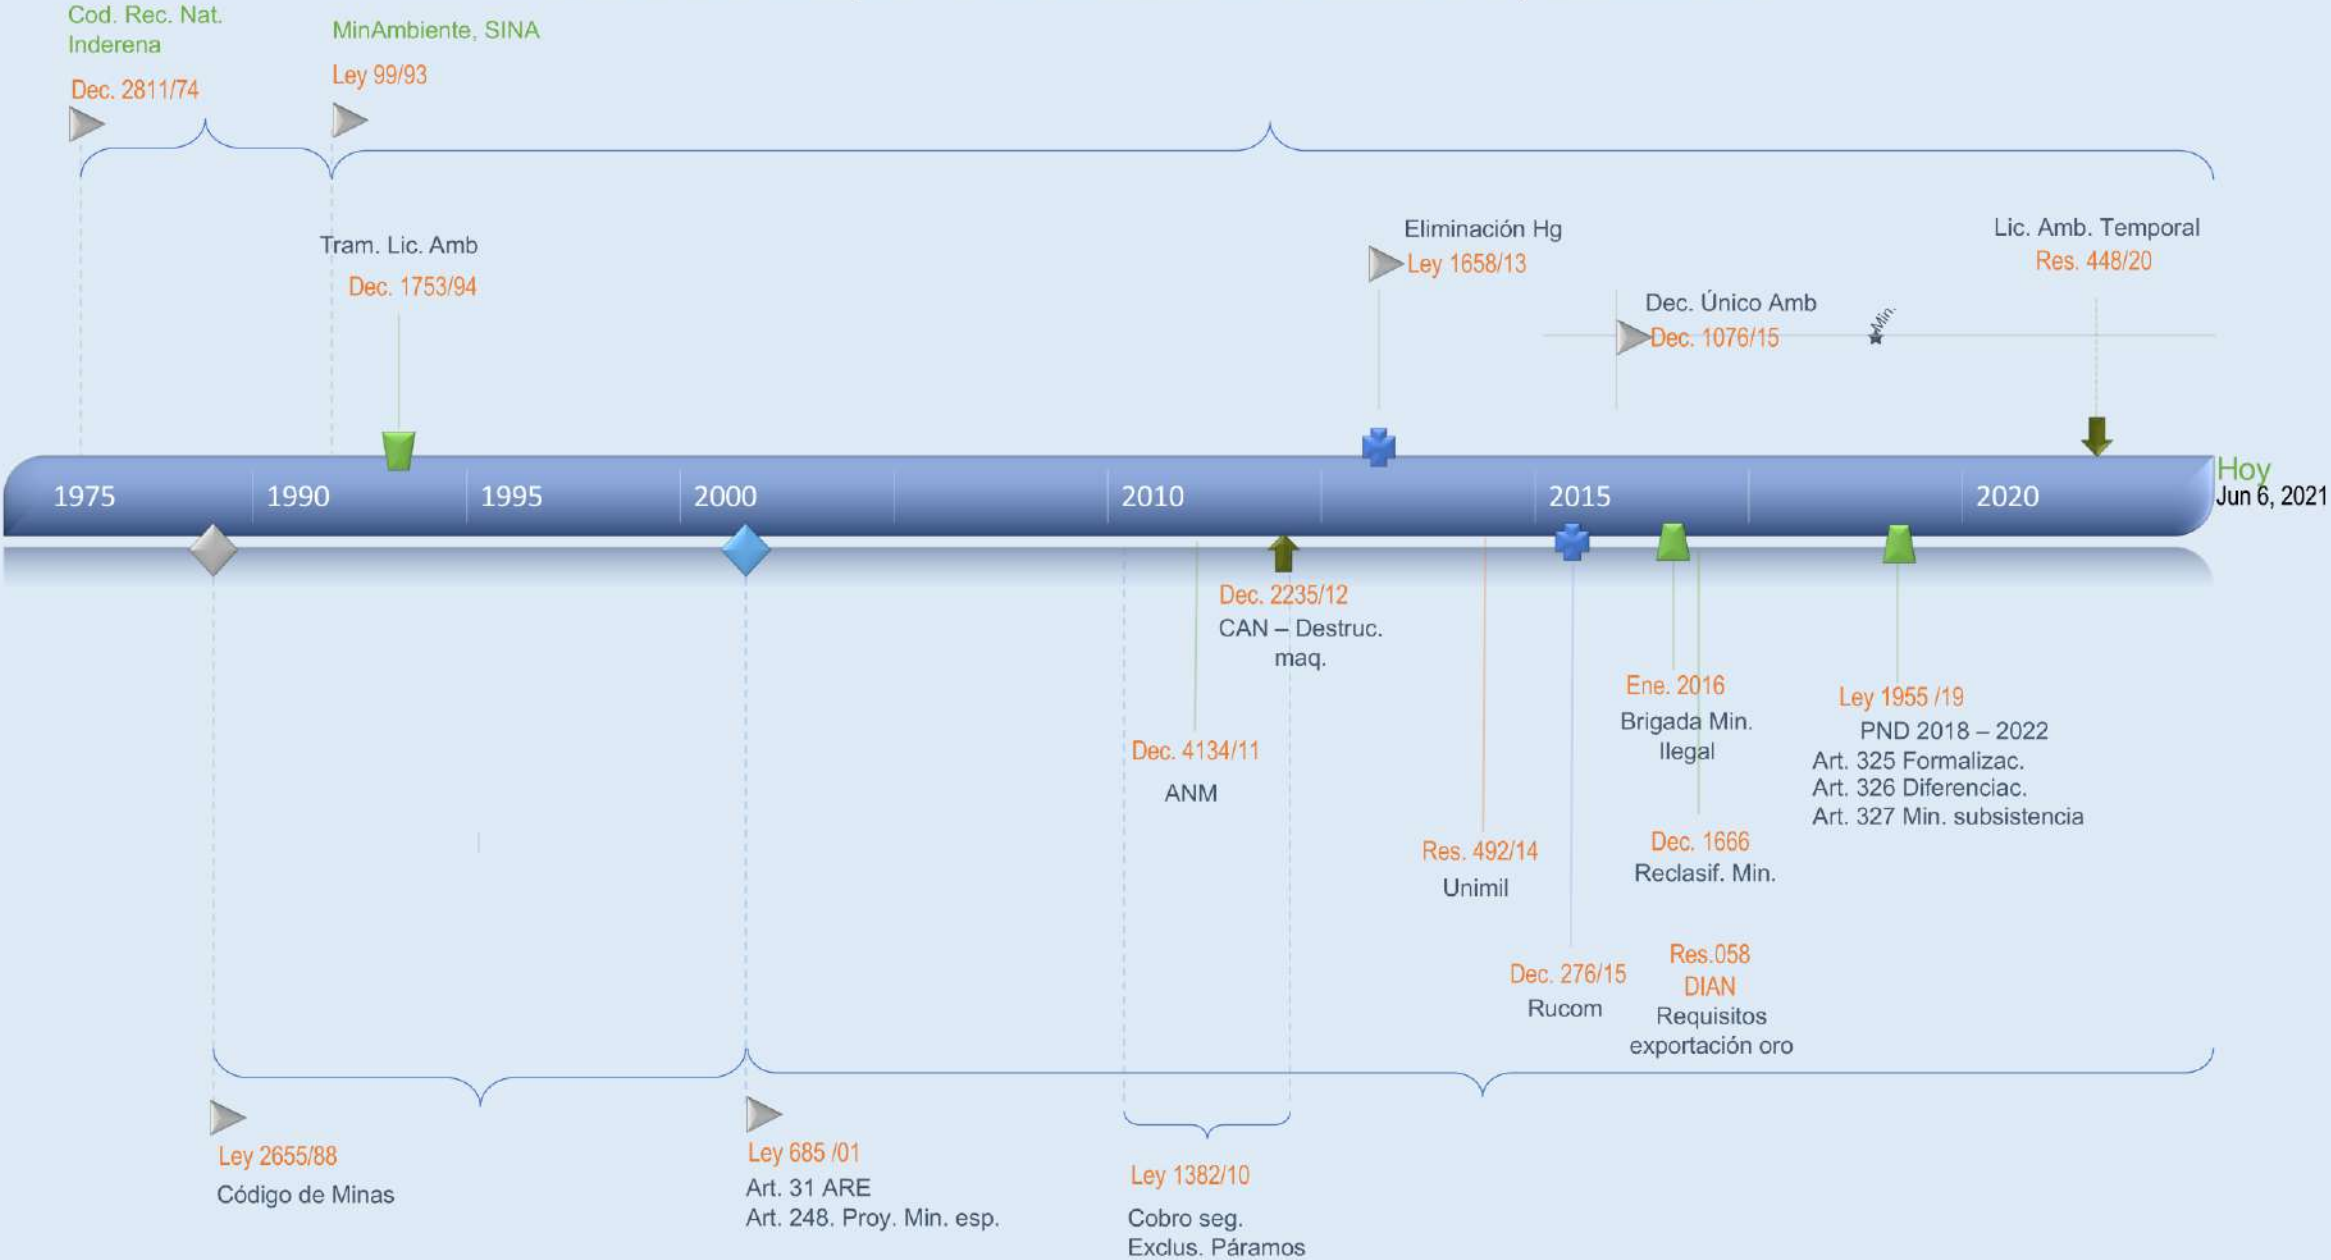 Cod. Rec. Nat.
Inderena
Dec. 2811/74
MinAmbiente, SINA
Ley 99/93
Tram. Lic. Amb
Dec. 1753/94
Eliminación Hg
Ley 1658/13
Dec. Único Amb
Dec. 1076/15
Min.
Lic. Amb. Temporal
Res. 448/20
1975
1990
1995
2000
2010
2015
2020
Hoy
Jun 6, 2021
Dec. 2235/12
CAN – Destruc.
maq.
Dec. 4134/11
ANM
Res. 492/14
Unimil
Dec. 276/15
Rucom
Ene. 2016
Brigada Min.
Ilegal
Dec. 1666
Reclasif. Min.
Res.058
DIAN
Requisitos
exportación oro
Ley 1955 /19
PND 2018 – 2022
Art. 325 Formalizac.
Art. 326 Diferenciac.
Art. 327 Min. subsistencia
Ley 2655/88
Código de Minas
Ley 685 /01
Art. 31 ARE
Art. 248. Proy. Min. esp.
Ley 1382/10
Cobro seg.
Exclus. Páramos